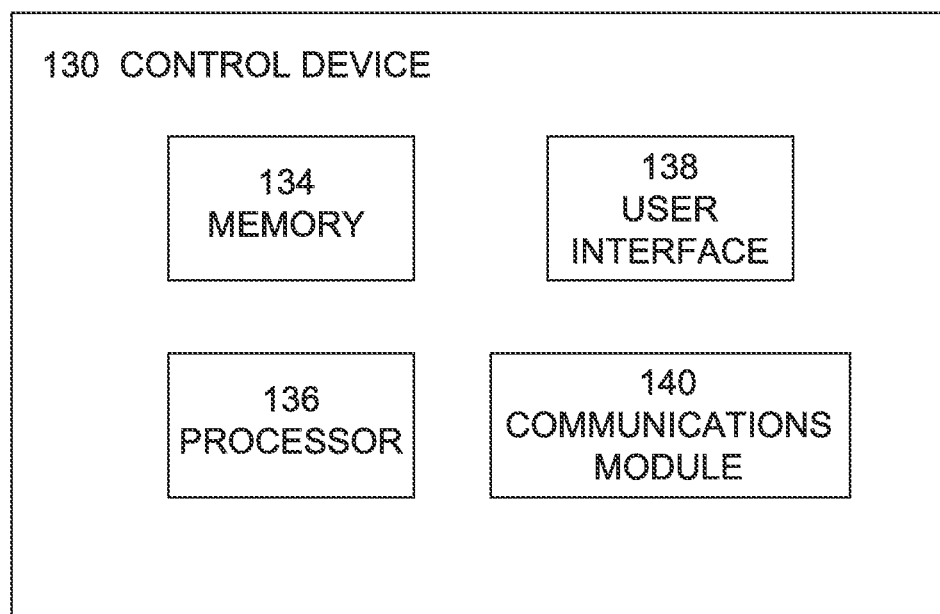 130 CONTROL DEVICE
134
MEMORY
138
USER
INTERFACE
136
PROCESSOR
140
COMMUNICATIONS
MODULE